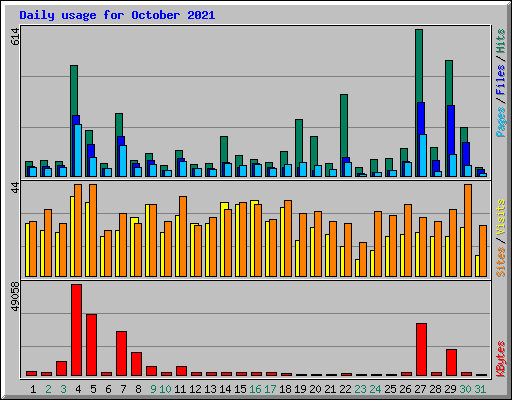 Daily usage for October 2021
614
Pages / Files / Hits
44
Sites / Visits
49058
KBytes
1 2 3 4 5 6 7 8 9 10 11 12 13 14 15 16 17 18 19 20 21 22 23 24 25 26 27 28 29 30 31